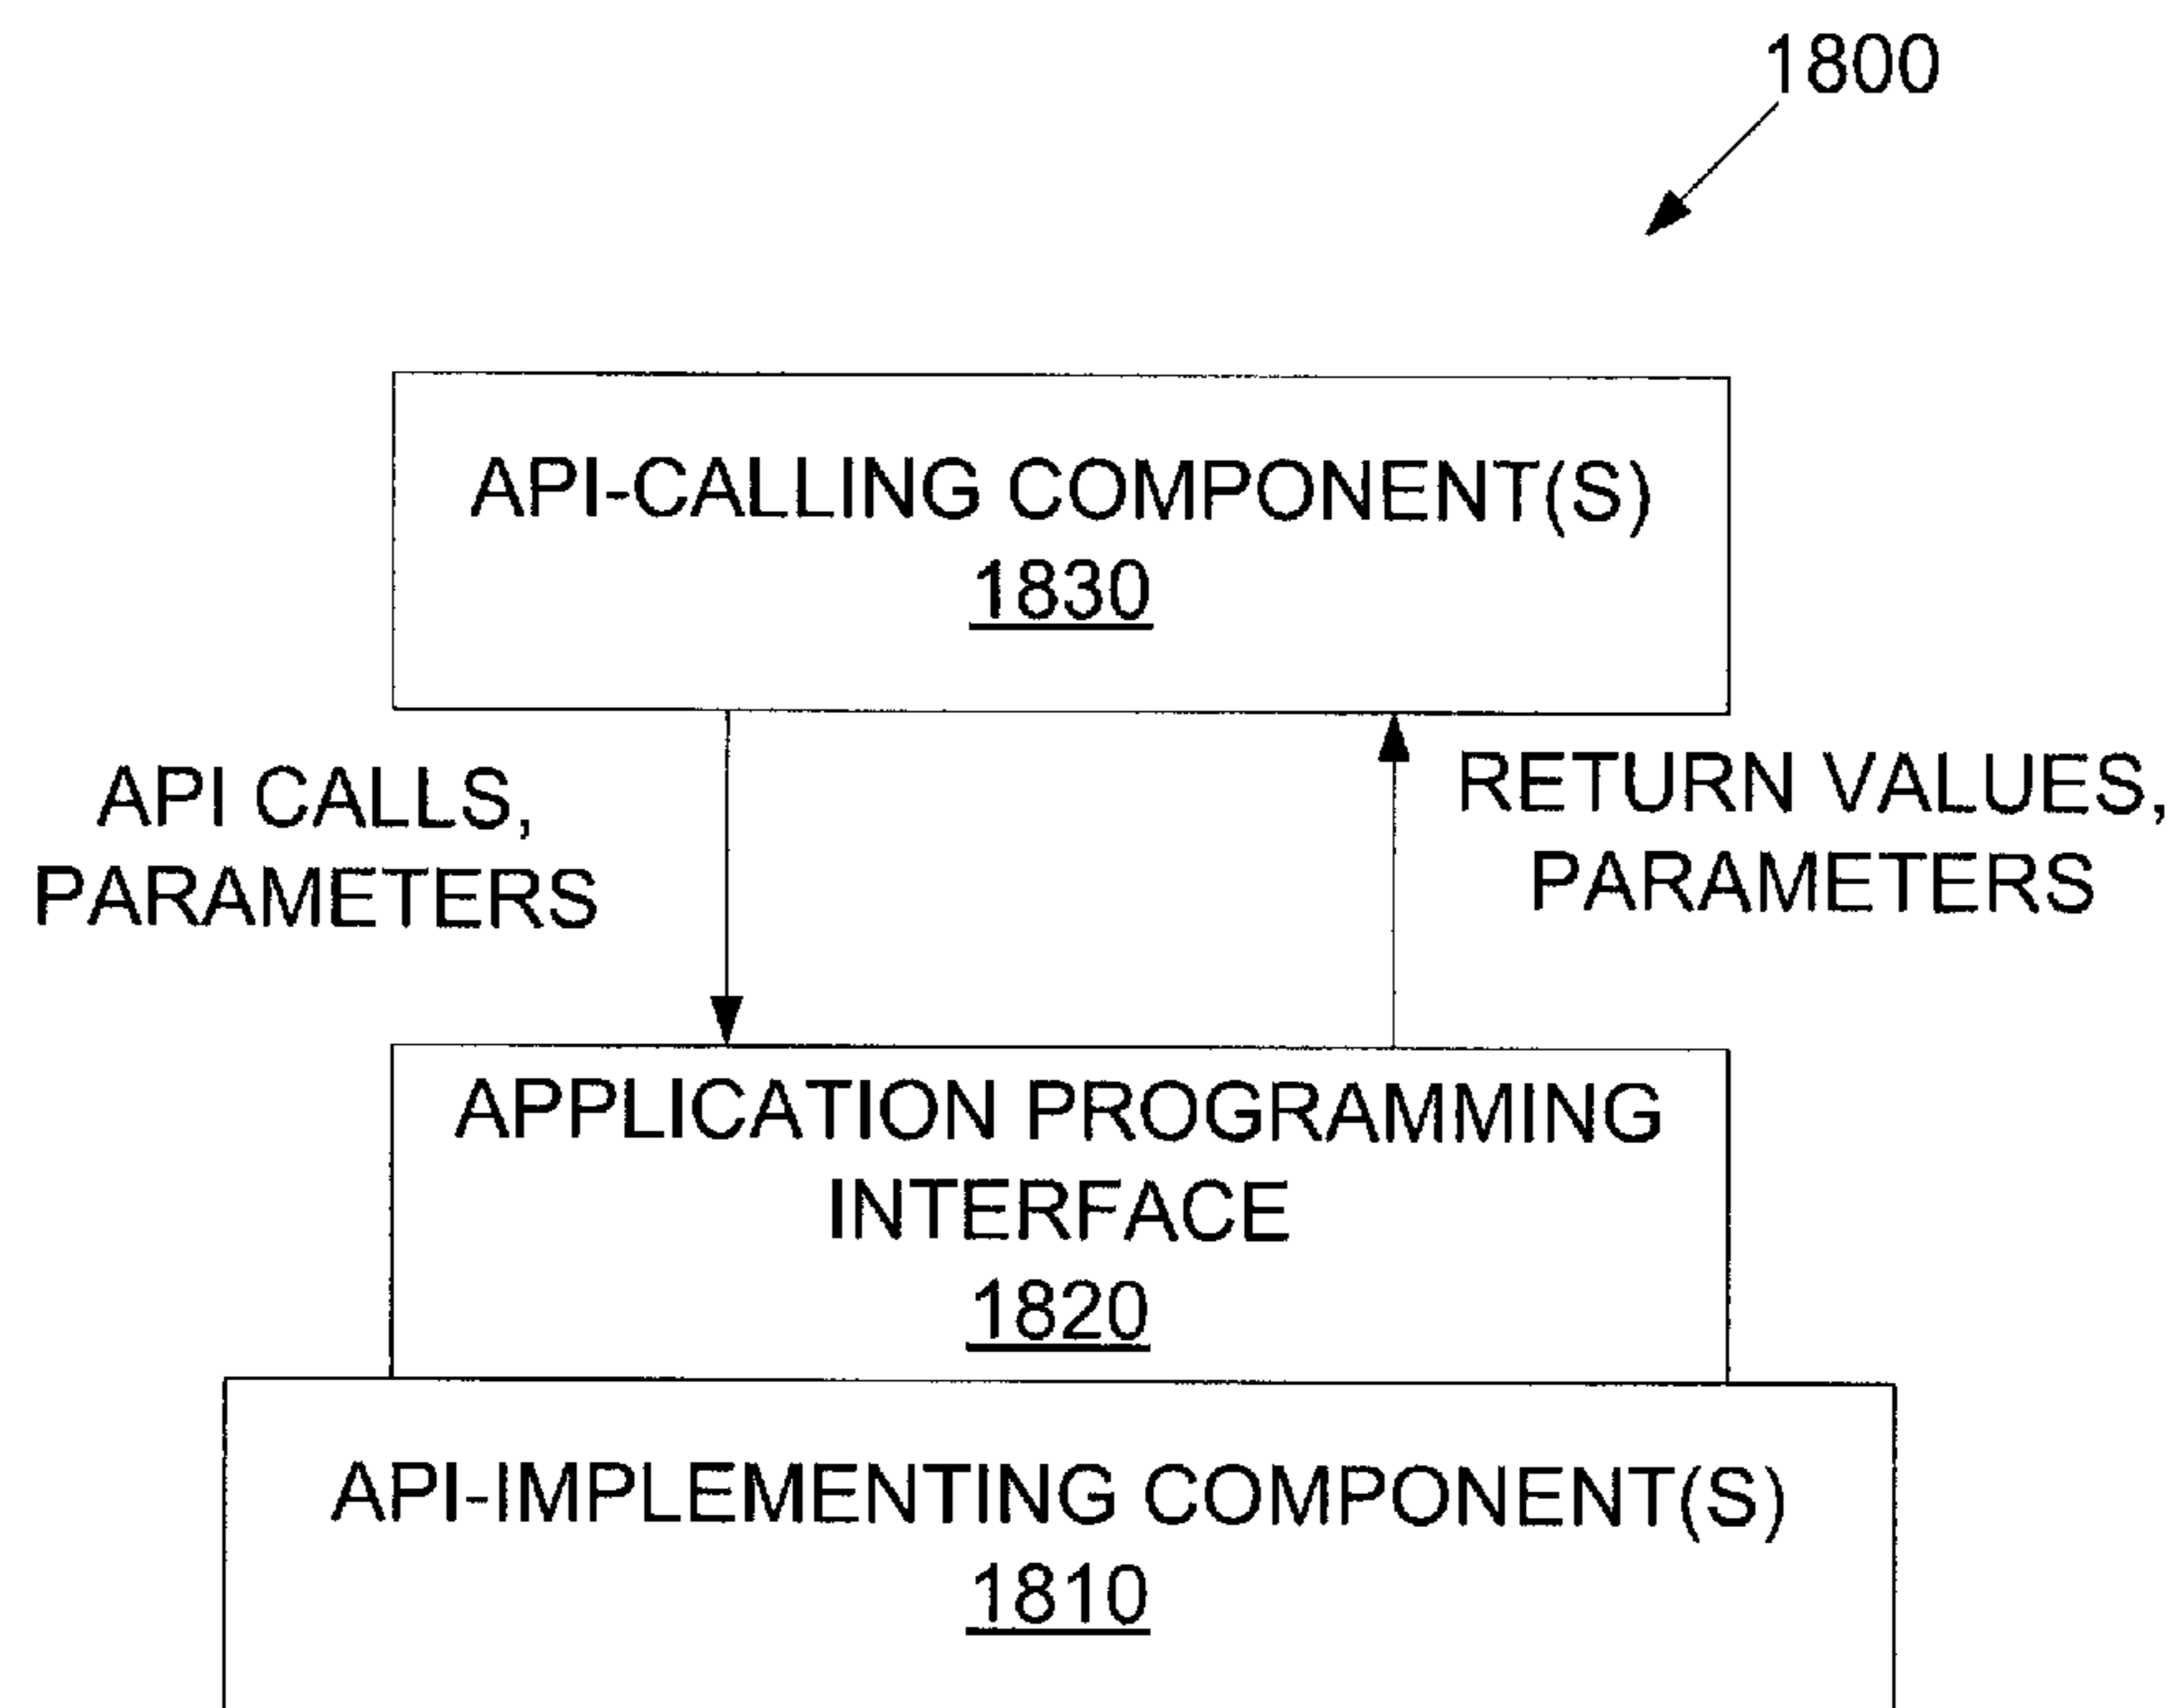 1800
API-CALLING COMPONENT(S)
1830
API CALLS,
PARAMETERS
RETURN VALUES,
PARAMETERS
APPLICATION PROGRAMMING
INTERFACE
1820
API-IMPLEMENTING COMPONENT(S)
1810